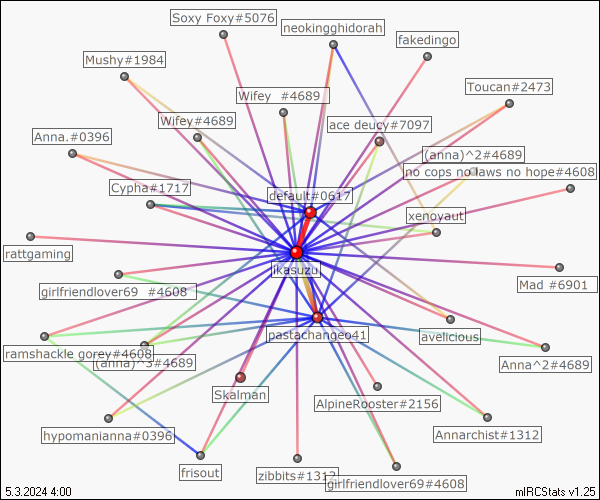 Soxy Foxy#5076
neokingghidorah
fakedingo
Mushy#1984
Toucan#2473
Wifey  #4689
Wifey#4689
ace deucy#7097
Anna.#0396
(anna)^2#4689
no cops no laws no hope#4608
Cypha#1717
default#0617
xenoyaut
rattgaming
ikasuzu
Mad #6901
girlfriendlover69  #4608
pastachangeo41
avelicious
ramshackle gorey#4608
(anna)^3#4689
Anna^2#4689
Skalman
AlpineRooster#2156
hypomanianna#0396
Annarchist#1312
frisout
zibbits#1312
girlfriendlover69#4608
5.3.2024 4:00
mIRCStats v1.25